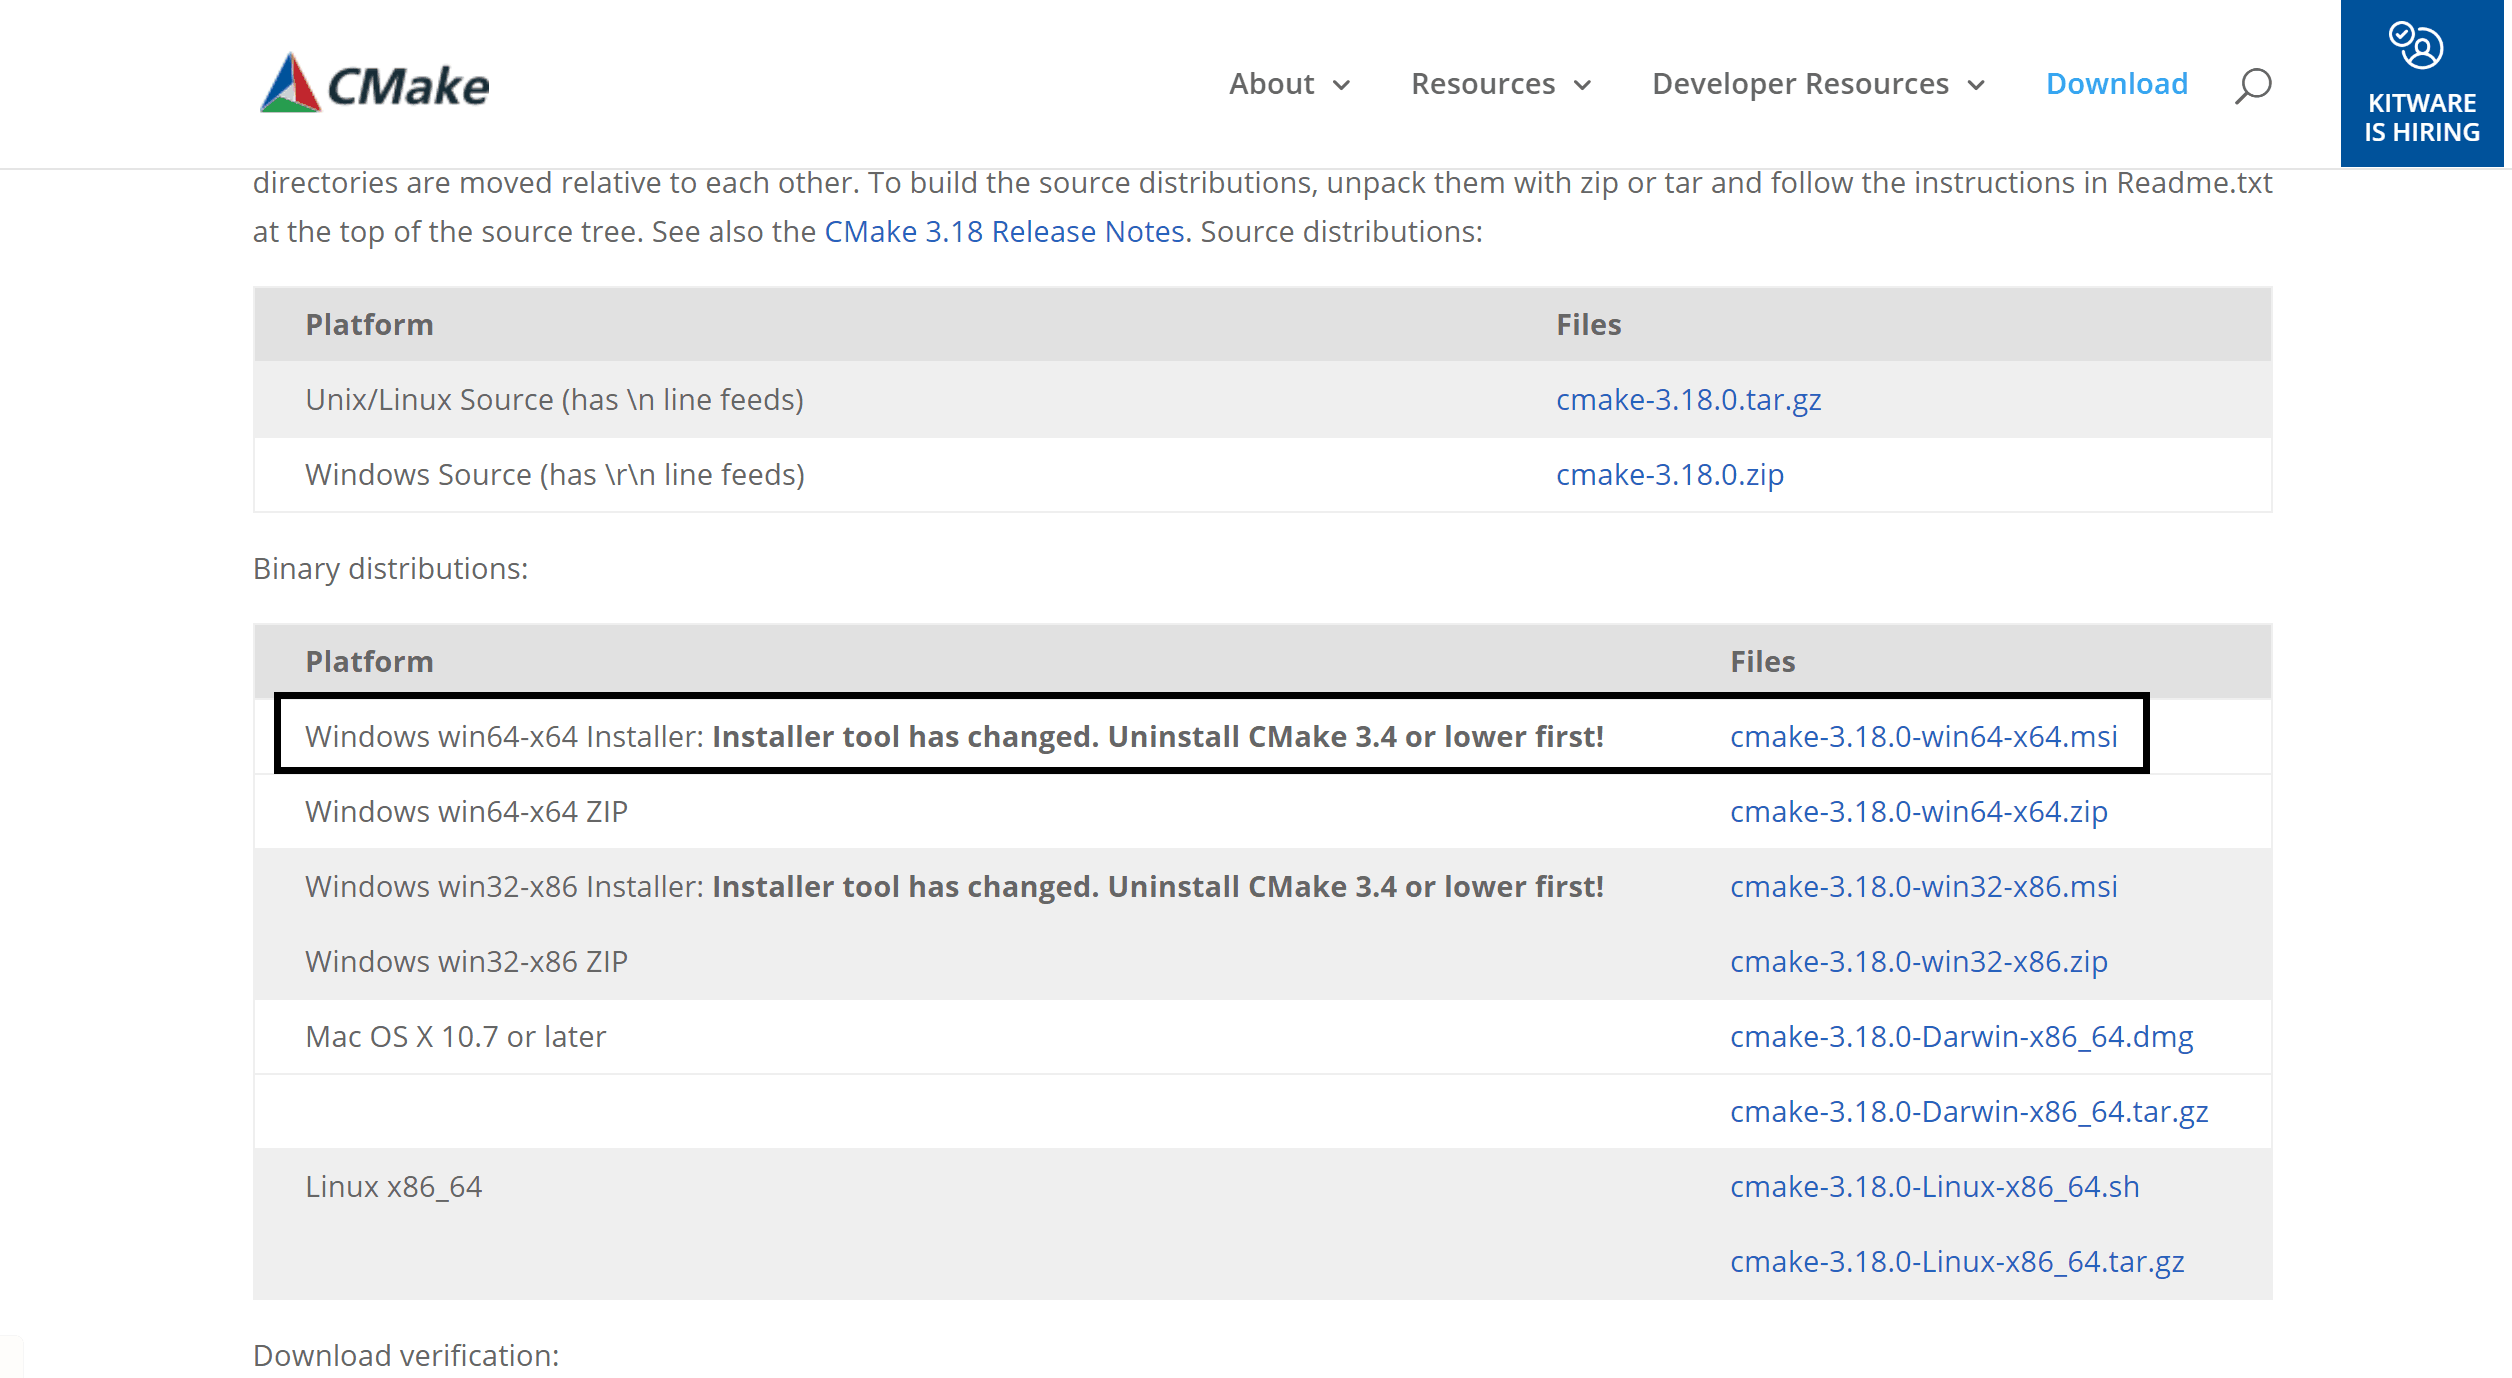 CMake
About
Resources
Developer Resources
Download
KITWARE
IS HIRING
directories are moved relative to each other. To build the source distributions, unpack them with zip or tar and follow the instructions in Readme.txt
at the top of the source tree. See also the CMake 3.18 Release Notes. Source distributions:
Platform Files
Unix/Linux Source (has \n line feeds) cmake-3.18.0.tar.gz
Windows Source (has \r\n line feeds) cmake-3.18.0.zip
Binary distributions:
Platform Files
Windows win64-x64 Installer: Installer tool has changed. Uninstall CMake 3.4 or lower first! cmake-3.18.0-win64-x64.msi
Windows win64-x64 ZIP cmake-3.18.0-win64-x64.zip
Windows win32-x86 Installer: Installer tool has changed. Uninstall CMake 3.4 or lower first! cmake-3.18.0-win32-x86.msi
Windows win32-x86 ZIP cmake-3.18.0-win32-x86.zip
Mac OS X 10.7 or later cmake-3.18.0-Darwin-x86_64.dmg
cmake-3.18.0-Darwin-x86_64.tar.gz
Linux x86_64 cmake-3.18.0-Linux-x86_64.sh
cmake-3.18.0-Linux-x86_64.tar.gz
Download verification: